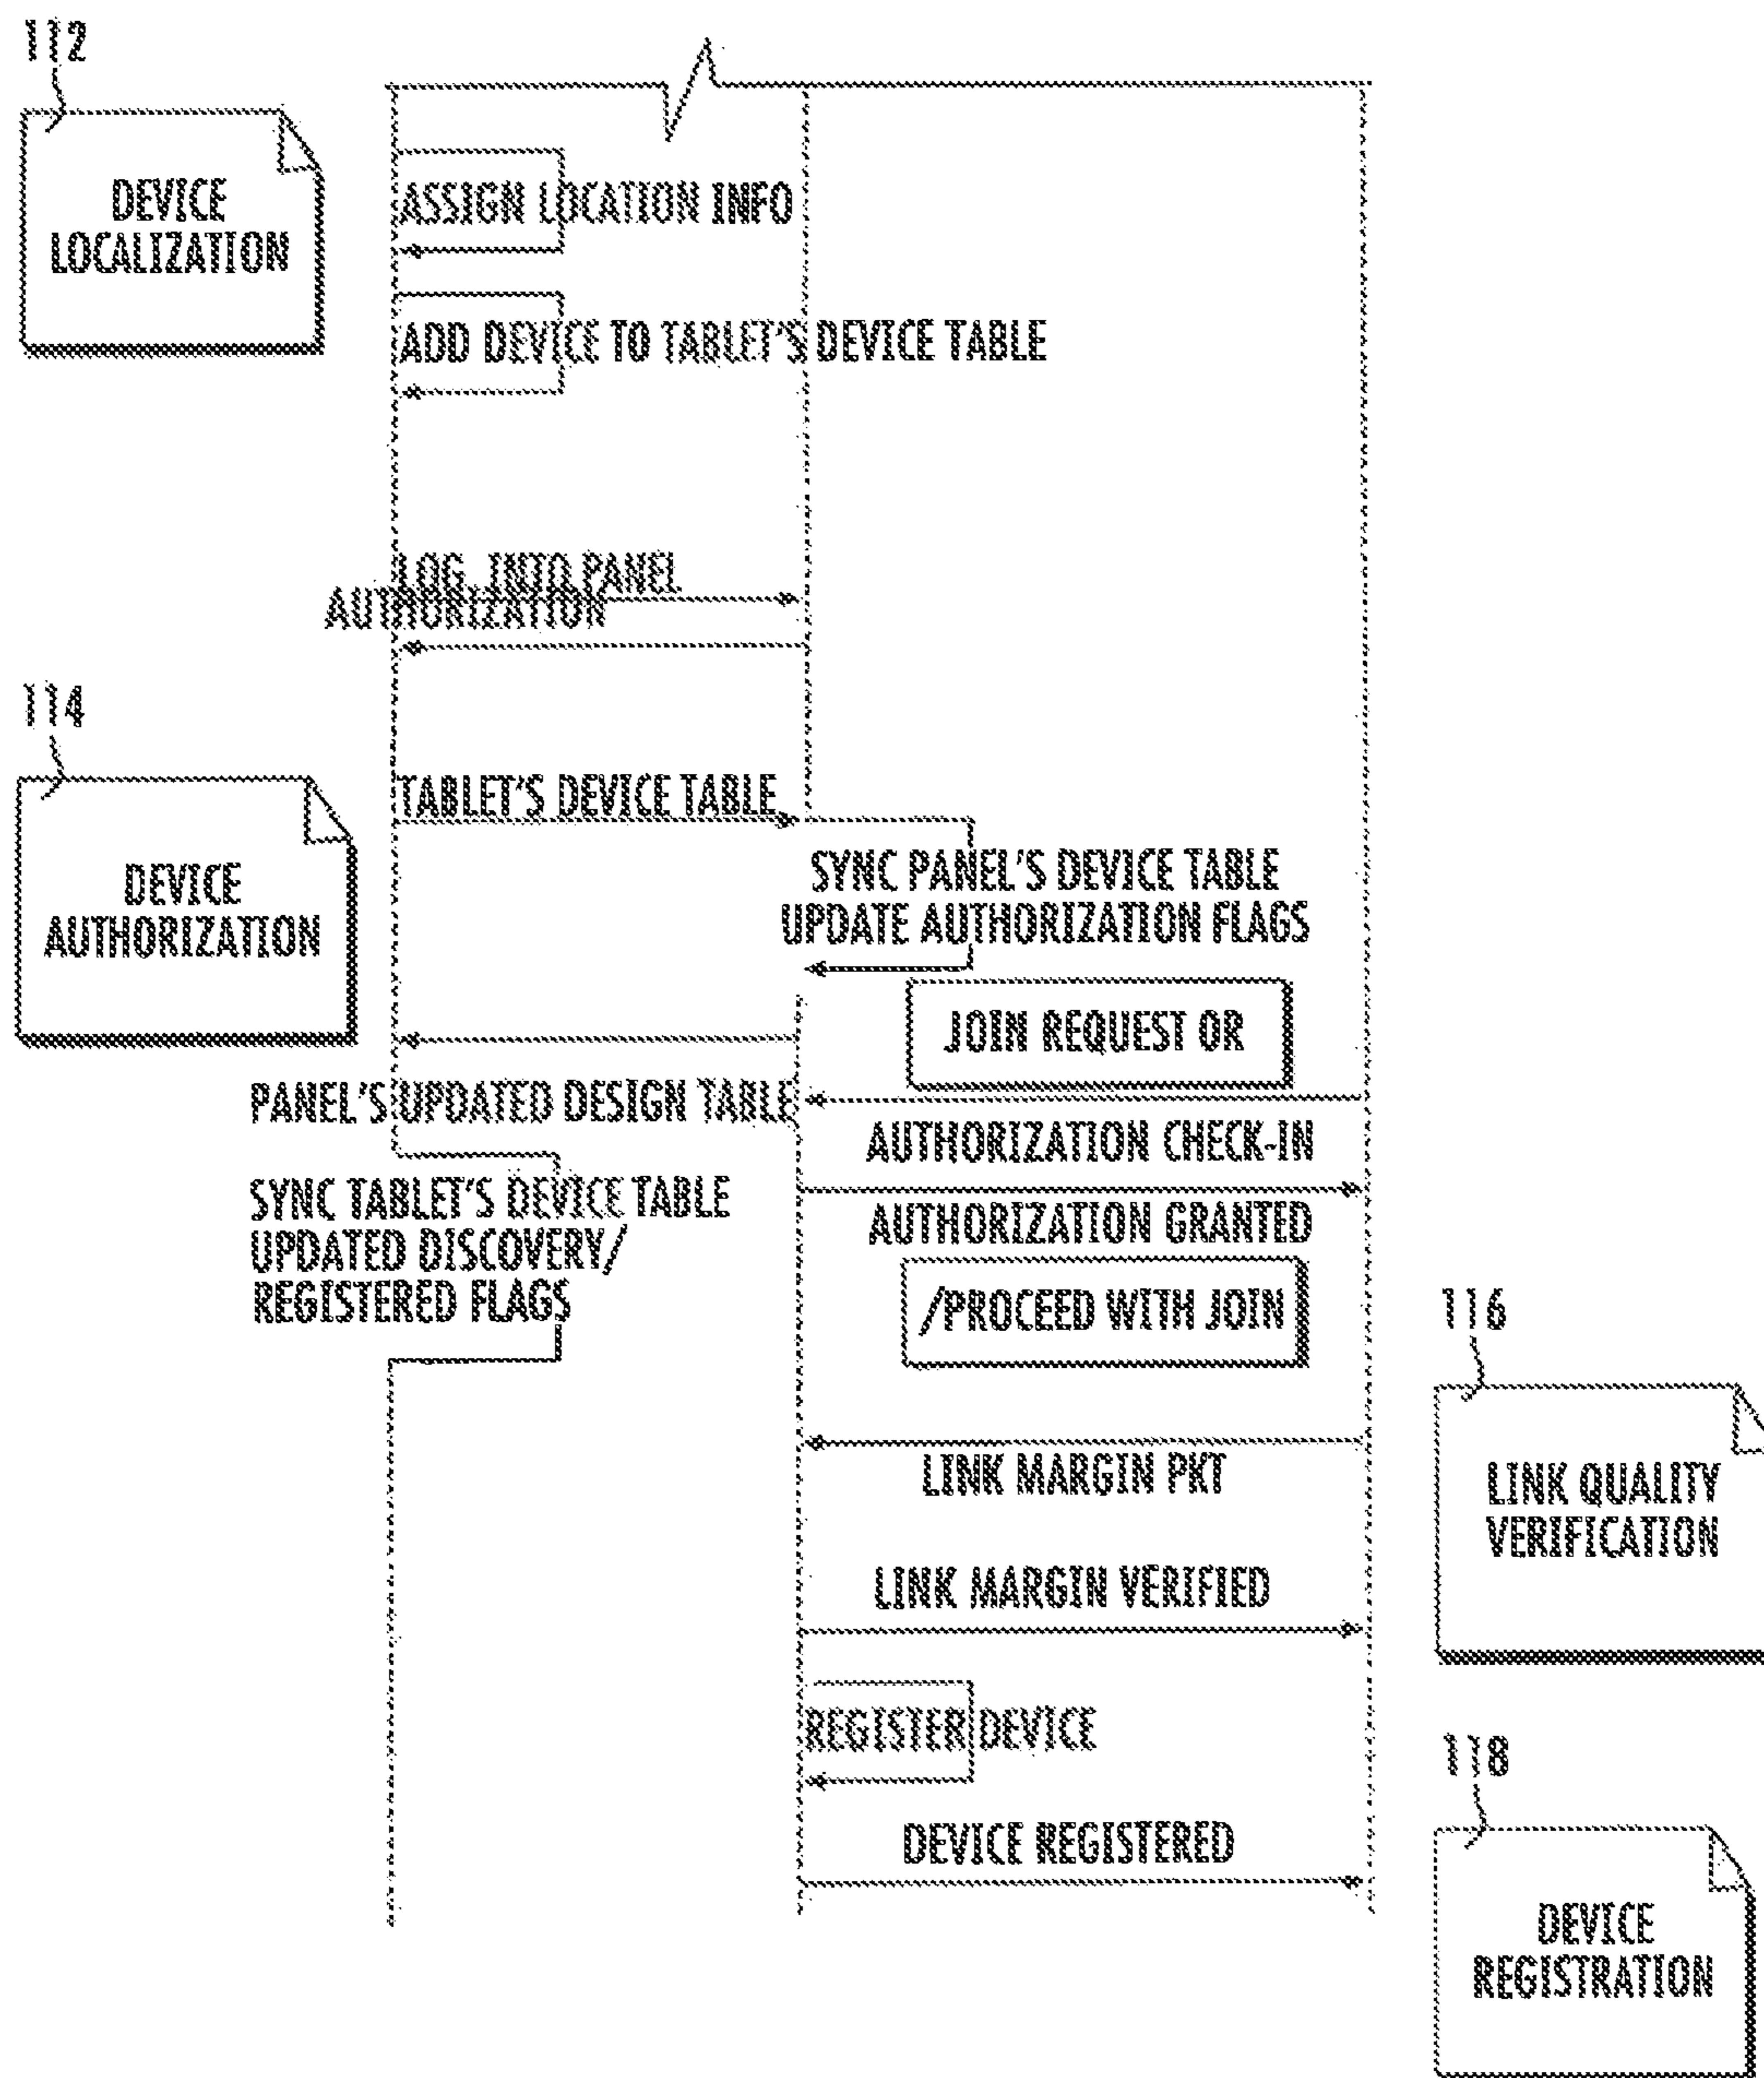 112
DEVICE
LOCALIZATION
ASSIGN LOCATION INFO
ADD DEVICE TO TABLET'S DEVICE TABLE
LOG INTO PANEL
AUTHORIZATION
114
DEVICE
AUTHORIZATION
TABLET'S DEVICE TABLE
SYNC PANEL'S DEVICE TABLE
UPDATE AUTHORIZATION FLAGS
JOIN REQUEST OR
PANEL'S UPDATED DESIGN TABLE
AUTHORIZATION CHECK-IN
SYNC TABLET'S DEVICE TABLE
UPDATED DISCOVERY/
REGISTERED FLAGS
AUTHORIZATION GRANTED
/PROCEED WITH JOIN
116
LINK QUALITY
VERIFICATION
LINK MARGIN PKT
LINK MARGIN VERIFIED
REGISTER DEVICE
118
DEVICE REGISTERED
DEVICE
REGISTRATION